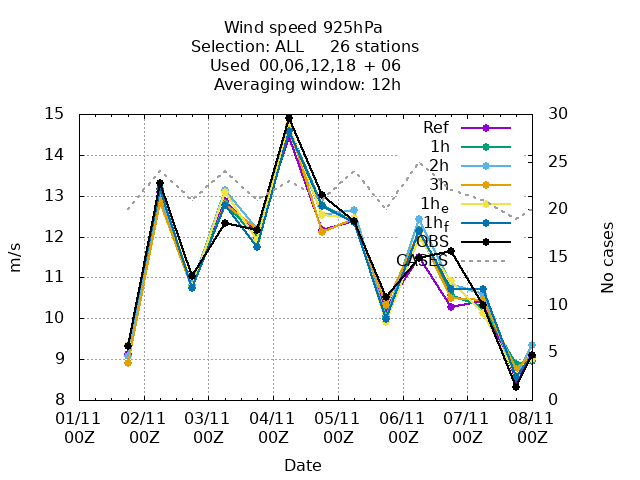 Wind speed 925hPa
Selection: ALL 26 stations
Used 00,06,12,18 + 06
Averaging window: 12h
15 30
14 25
13 20
12 15
11 10
10 5
9 0
8
m/s
No cases
Ref
1h
2h
3h
1h_e
1h_f
OBS
CASES
01/11 02/11 03/11 04/11 05/11 06/11 07/11 08/11
00Z 00Z 00Z 00Z 00Z 00Z 00Z 00Z
Date